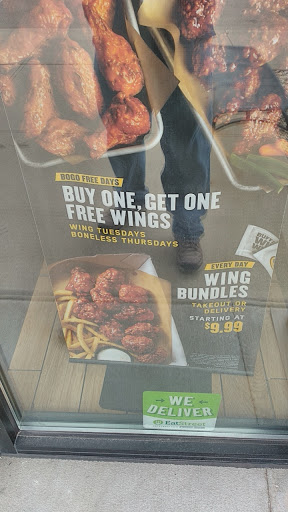 BOGO FREE DAYS
BUY ONE, GET ONE
FREE WINGS
WING TUESDAYS
BONELESS THURSDAYS
EVERY DAY
WING
BUNDLES
TAKEOUT OR
DELIVERY
STARTING AT
$9.99
WE
DELIVER
EatStreet